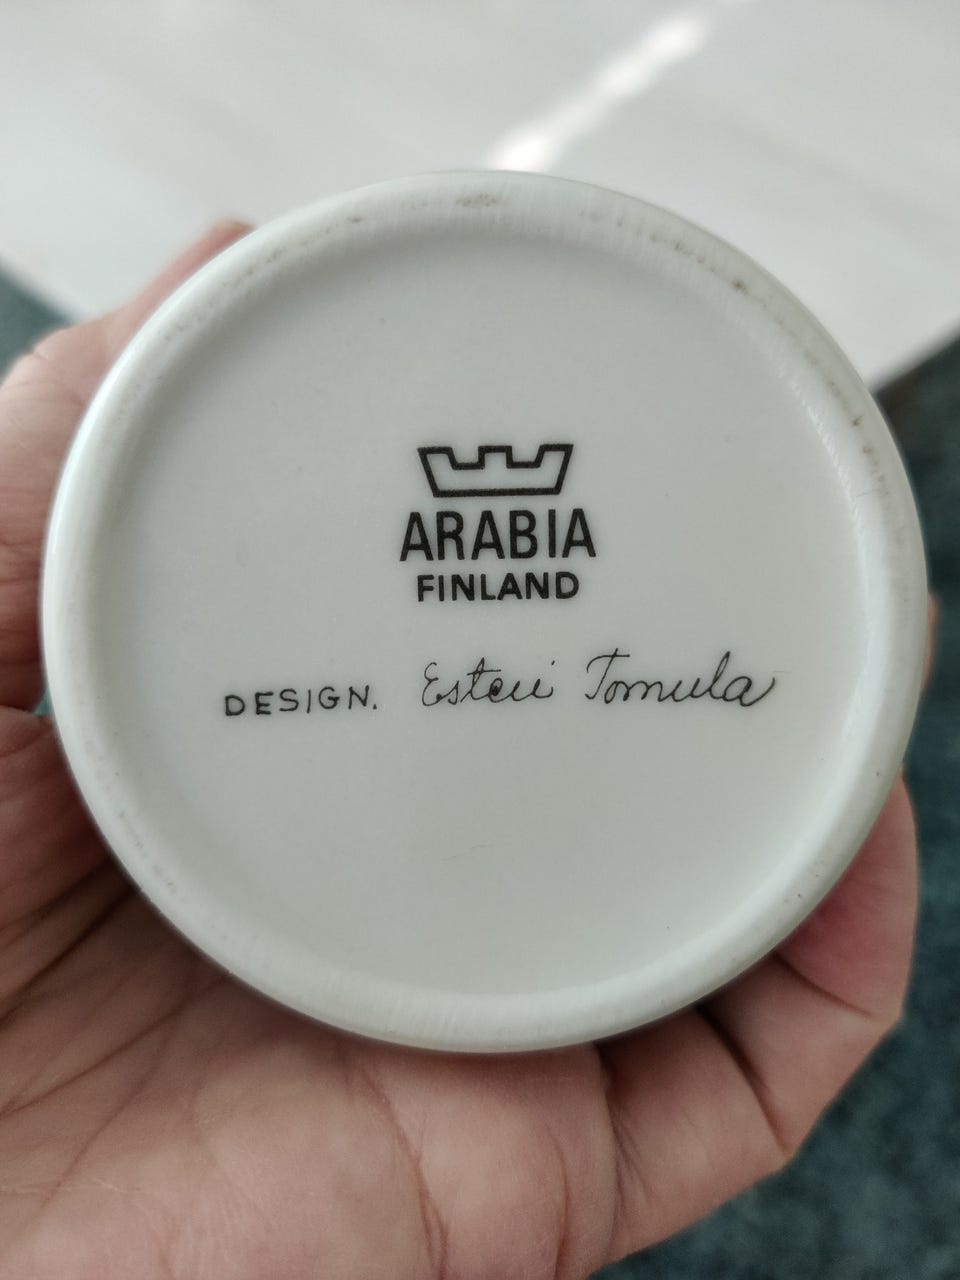 ARABIA
FINLAND
DESIGN. Esteri Tomula